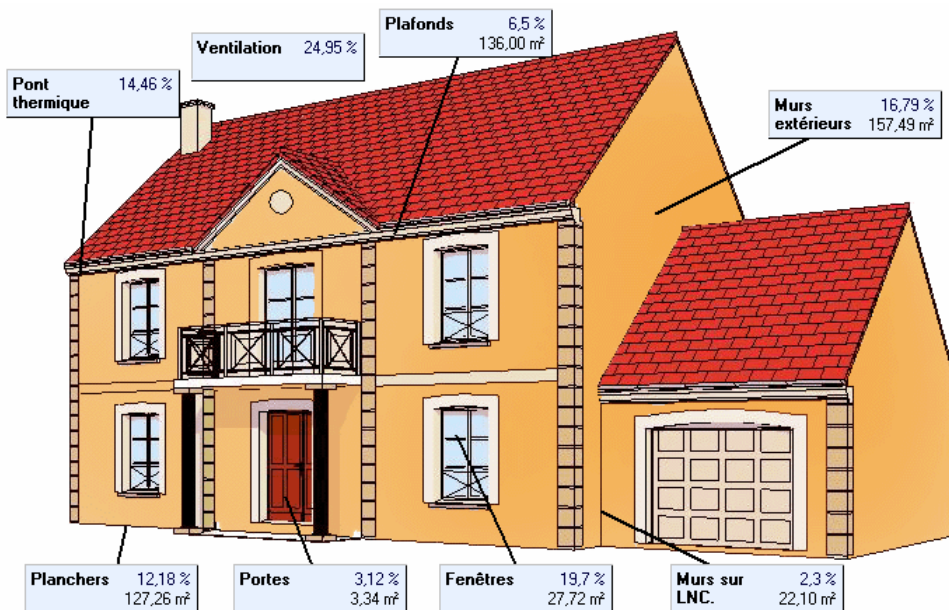 Plafonds 6,5 %
136,00 m²
Ventilation 24,95 %
Pont 14,46 %
thermique
Murs 16,79 %
extérieurs 157,49 m²
Planchers 12,18 %
127,26 m²
Portes 3,12 %
3,34 m²
Fenêtres 19,7 %
27,72 m²
Murs sur 2,3 %
LNC. 22,10 m²